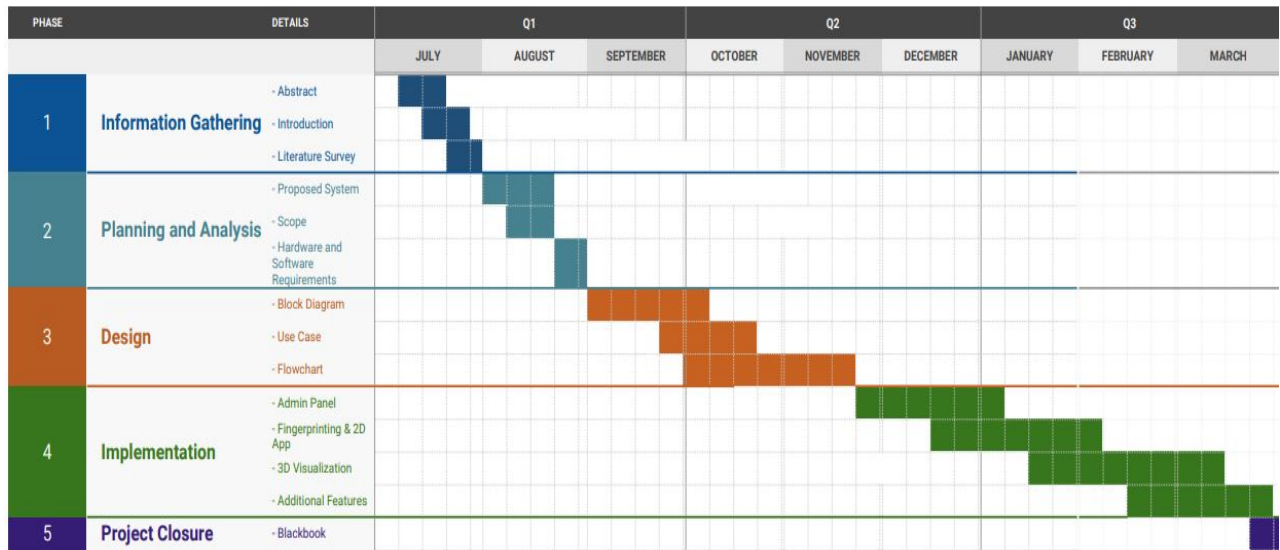 PHASE DETAILS Q1 Q2 Q3
JULY AUGUST SEPTEMBER OCTOBER NOVEMBER DECEMBER JANUARY FEBRUARY MARCH
1 Information Gathering
- Abstract
- Introduction
- Literature Survey
2 Planning and Analysis
- Proposed System
- Scope
- Hardware and
Software
Requirements
3 Design
- Block Diagram
- Use Case
- Flowchart
4 Implementation
- Admin Panel
- Fingerprinting & 2D
App
- 3D Visualization
- Additional Features
5 Project Closure
- Blackbook